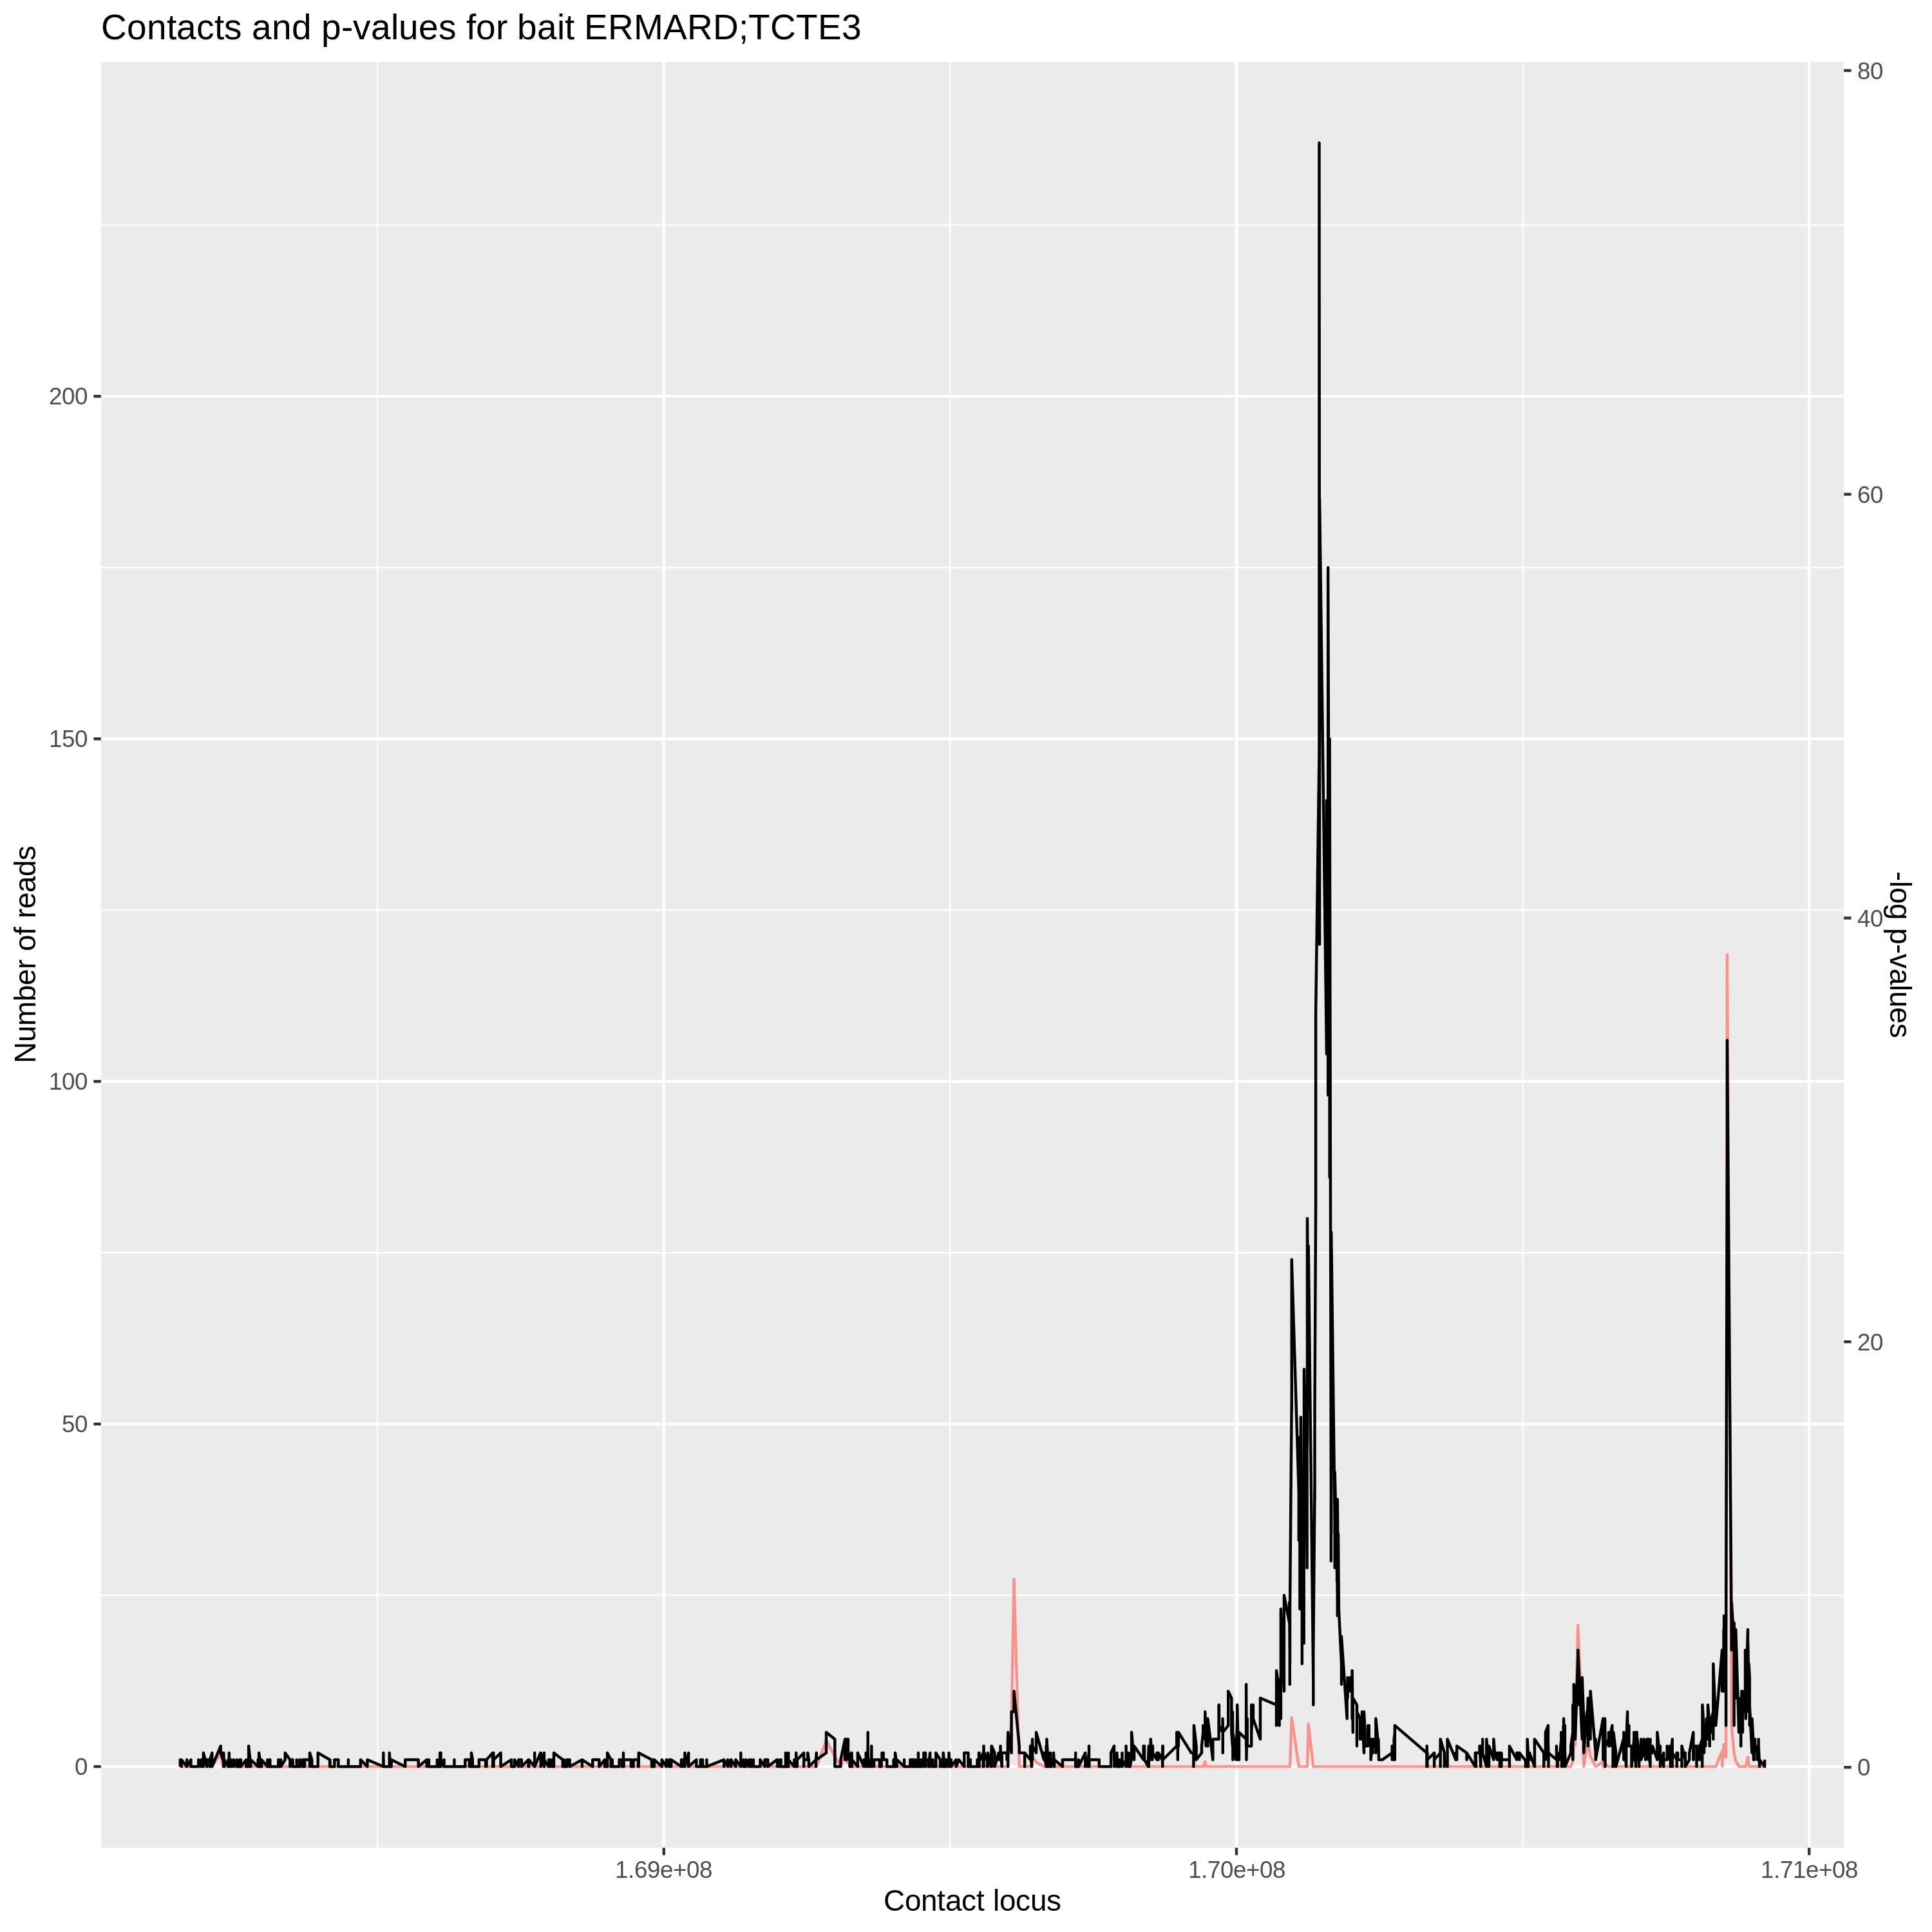 Contacts and p-values for bait ERMARD;TCTE3
80
200
60
150
40
100
20
50
0
0
Number of reads
-log p-values
1.69e+08
1.70e+08
1.71e+08
Contact locus